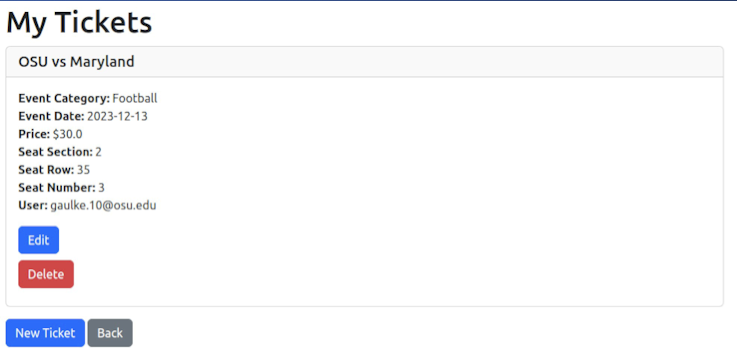 My Tickets
OSU vs Maryland
Event Category: Football
Event Date: 2023-12-13
Price: $30.0
Seat Section: 2
Seat Row: 35
Seat Number: 3
User: gaulke.10@osu.edu
Edit
Delete
New Ticket Back